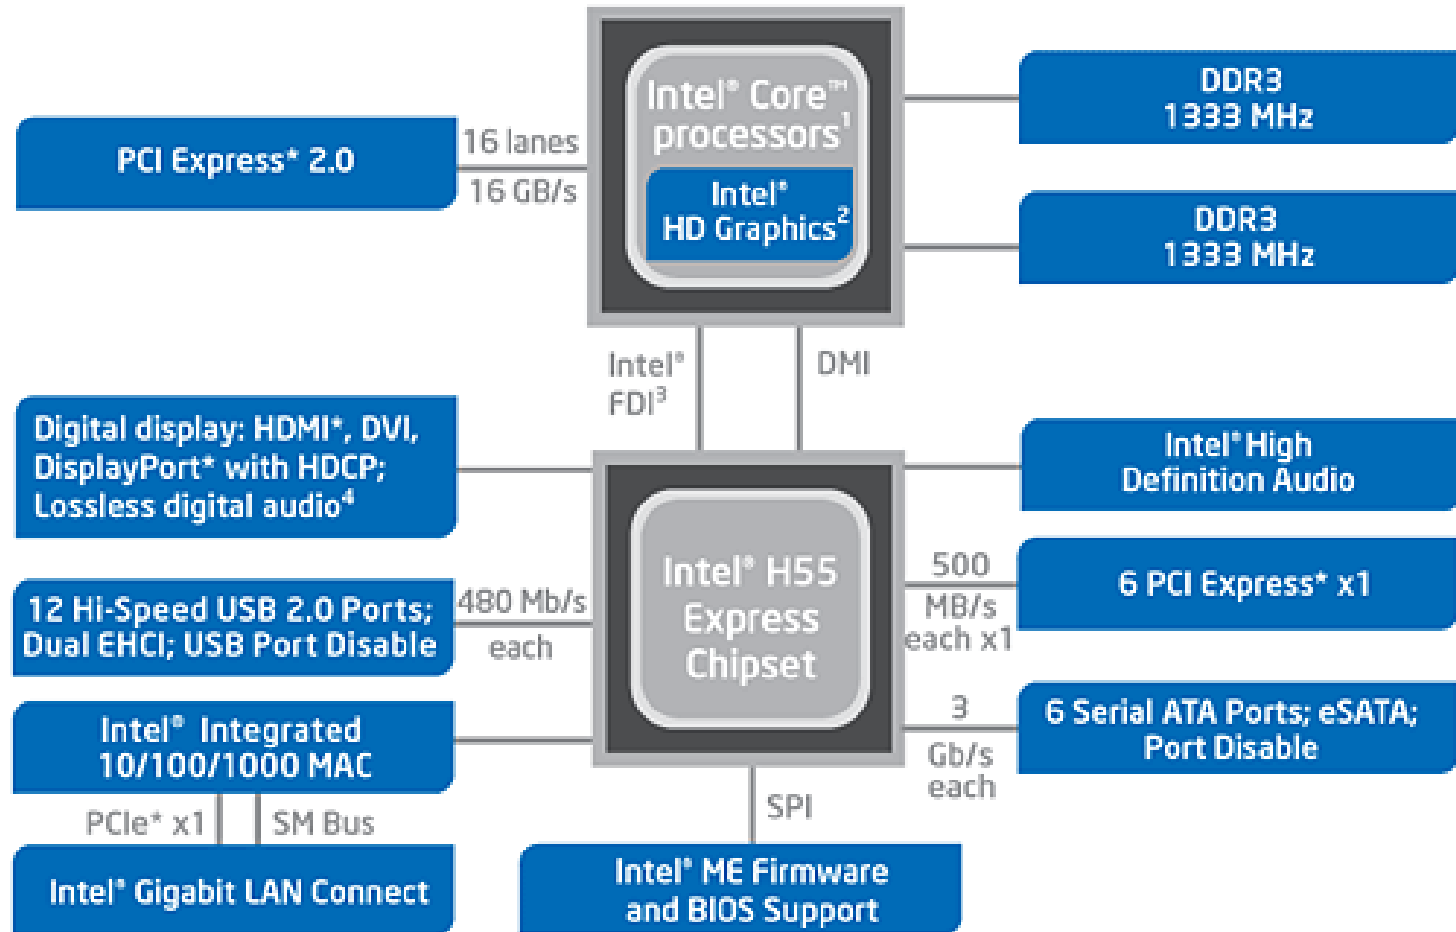 Intel® Core™
processors¹
Intel®
HD Graphics²
DDR3
1333 MHz
DDR3
1333 MHz
PCI Express* 2.0
16 lanes
16 GB/s
Intel®
FDI³
DMI
Digital display: HDMI*, DVI,
DisplayPort* with HDCP;
Lossless digital audio⁴
Intel® High
Definition Audio
Intel® H55
Express
Chipset
12 Hi-Speed USB 2.0 Ports;
Dual EHCI; USB Port Disable
480 Mb/s
each
500
MB/s
each x1
6 PCI Express* x1
Intel® Integrated
10/100/1000 MAC
3
Gb/s
each
6 Serial ATA Ports; eSATA;
Port Disable
PCIe* x1
SM Bus
SPI
Intel® Gigabit LAN Connect
Intel® ME Firmware
and BIOS Support